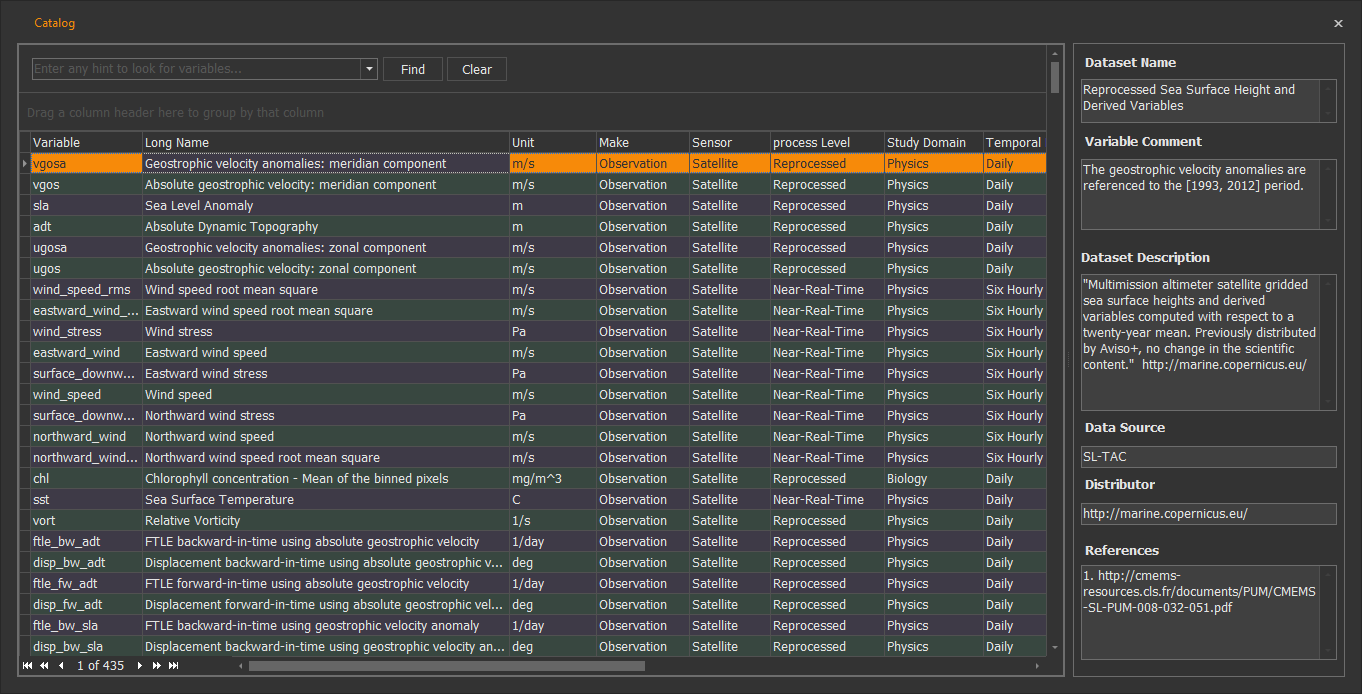 Catalog
Enter any hint to look for variables...
Find
Clear
Drag a column header here to group by that column
Variable Long Name Unit Make Sensor process Level Study Domain Temporal
vgosa Geostrophic velocity anomalies: meridian component m/s Observation Satellite Reprocessed Physics Daily
vgos Absolute geostrophic velocity: meridian component m/s Observation Satellite Reprocessed Physics Daily
sla Sea Level Anomaly m Observation Satellite Reprocessed Physics Daily
adt Absolute Dynamic Topography m Observation Satellite Reprocessed Physics Daily
ugosa Geostrophic velocity anomalies: zonal component m/s Observation Satellite Reprocessed Physics Daily
ugos Absolute geostrophic velocity: zonal component m/s Observation Satellite Reprocessed Physics Daily
wind_speed_rms Wind speed root mean square m/s Observation Satellite Near-Real-Time Physics Six Hourly
eastward_wind_... Eastward wind speed root mean square m/s Observation Satellite Near-Real-Time Physics Six Hourly
wind_stress Wind stress Pa Observation Satellite Near-Real-Time Physics Six Hourly
eastward_wind Eastward wind speed m/s Observation Satellite Near-Real-Time Physics Six Hourly
surface_downw... Eastward wind stress Pa Observation Satellite Near-Real-Time Physics Six Hourly
wind_speed Wind speed m/s Observation Satellite Near-Real-Time Physics Six Hourly
surface_downw... Northward wind stress Pa Observation Satellite Near-Real-Time Physics Six Hourly
northward_wind Northward wind speed m/s Observation Satellite Near-Real-Time Physics Six Hourly
northward_wind... Northward wind speed root mean square m/s Observation Satellite Near-Real-Time Physics Six Hourly
chl Chlorophyll concentration - Mean of the binned pixels mg/m^3 Observation Satellite Reprocessed Biology Daily
sst Sea Surface Temperature C Observation Satellite Near-Real-Time Physics Daily
vort Relative Vorticity 1/s Observation Satellite Reprocessed Physics Daily
ftle_bw_adt FTLE backward-in-time using absolute geostrophic velocity 1/day Observation Satellite Reprocessed Physics Daily
disp_bw_adt Displacement backward-in-time using absolute geostrophic v... deg Observation Satellite Reprocessed Physics Daily
ftle_fw_adt FTLE forward-in-time using absolute geostrophic velocity 1/day Observation Satellite Reprocessed Physics Daily
disp_fw_adt Displacement forward-in-time using absolute geostrophic vel... deg Observation Satellite Reprocessed Physics Daily
ftle_bw_sla FTLE backward-in-time using geostrophic velocity anomaly 1/day Observation Satellite Reprocessed Physics Daily
disp_bw_sla Displacement backward-in-time using geostrophic velocity an... deg Observation Satellite Reprocessed Physics Daily
1 of 435
Dataset Name
Reprocessed Sea Surface Height and
Derived Variables
Variable Comment
The geostrophic velocity anomalies are
referenced to the [1993, 2012] period.
Dataset Description
"Multimission altimeter satellite gridded
sea surface heights and derived
variables computed with respect to a
twenty-year mean. Previously distributed
by Aviso+, no change in the scientific
content." http://marine.copernicus.eu/
Data Source
SL-TAC
Distributor
http://marine.copernicus.eu/
References
1. http://cmems-
resources.cls.fr/documents/PUM/CMEMS
-SL-PUM-008-032-051.pdf